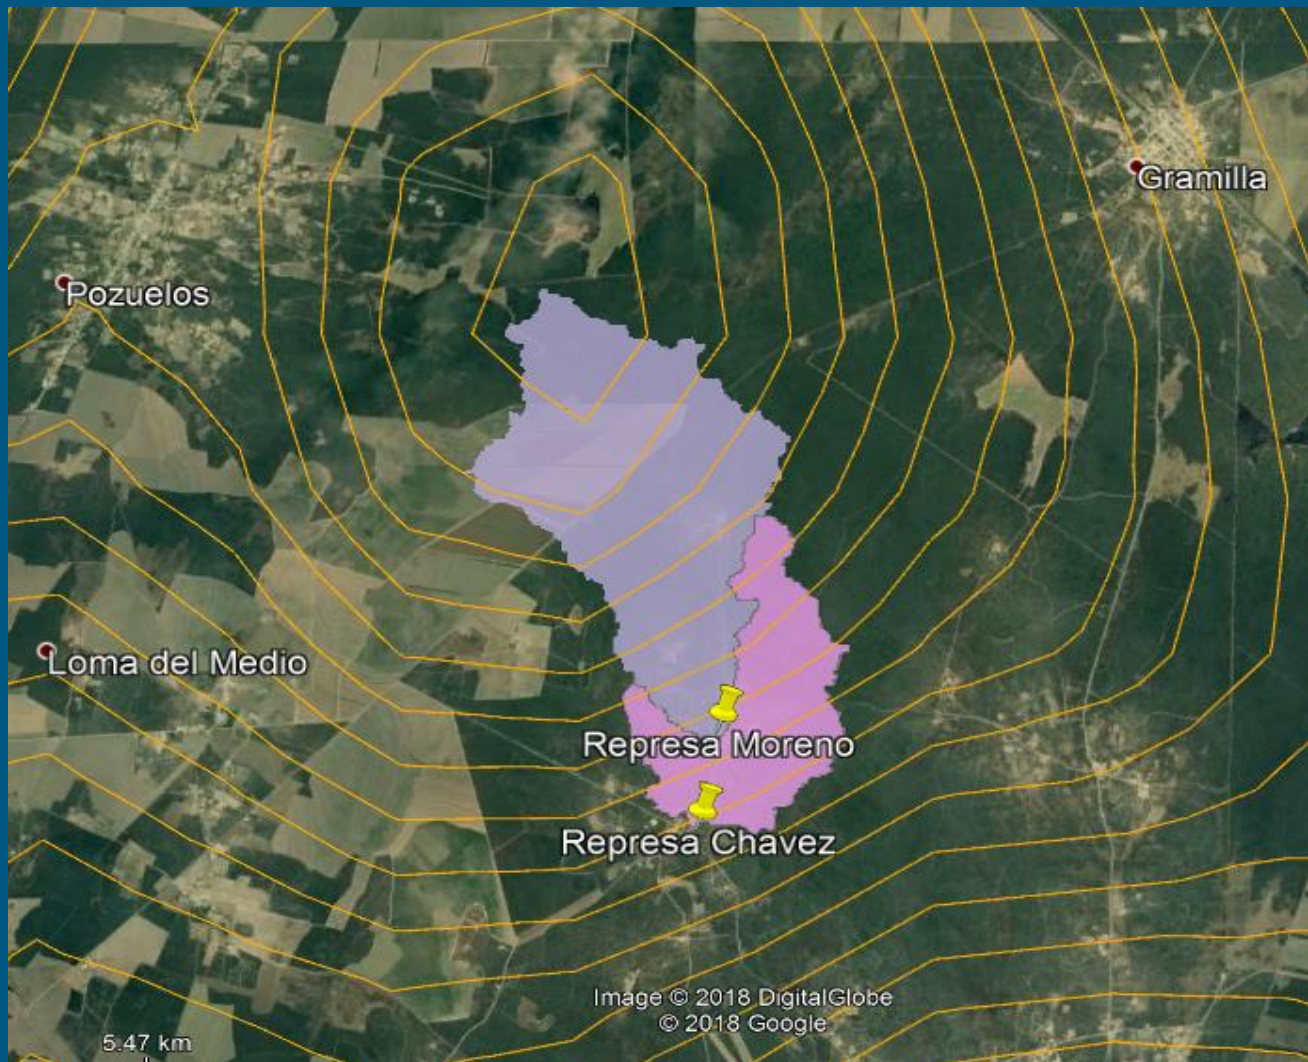 Gramilla
Pozuelos
Loma del Medio
Represa Moreno
Represa Chavez
Image © 2018 DigitalGlobe
© 2018 Google
5.47 km